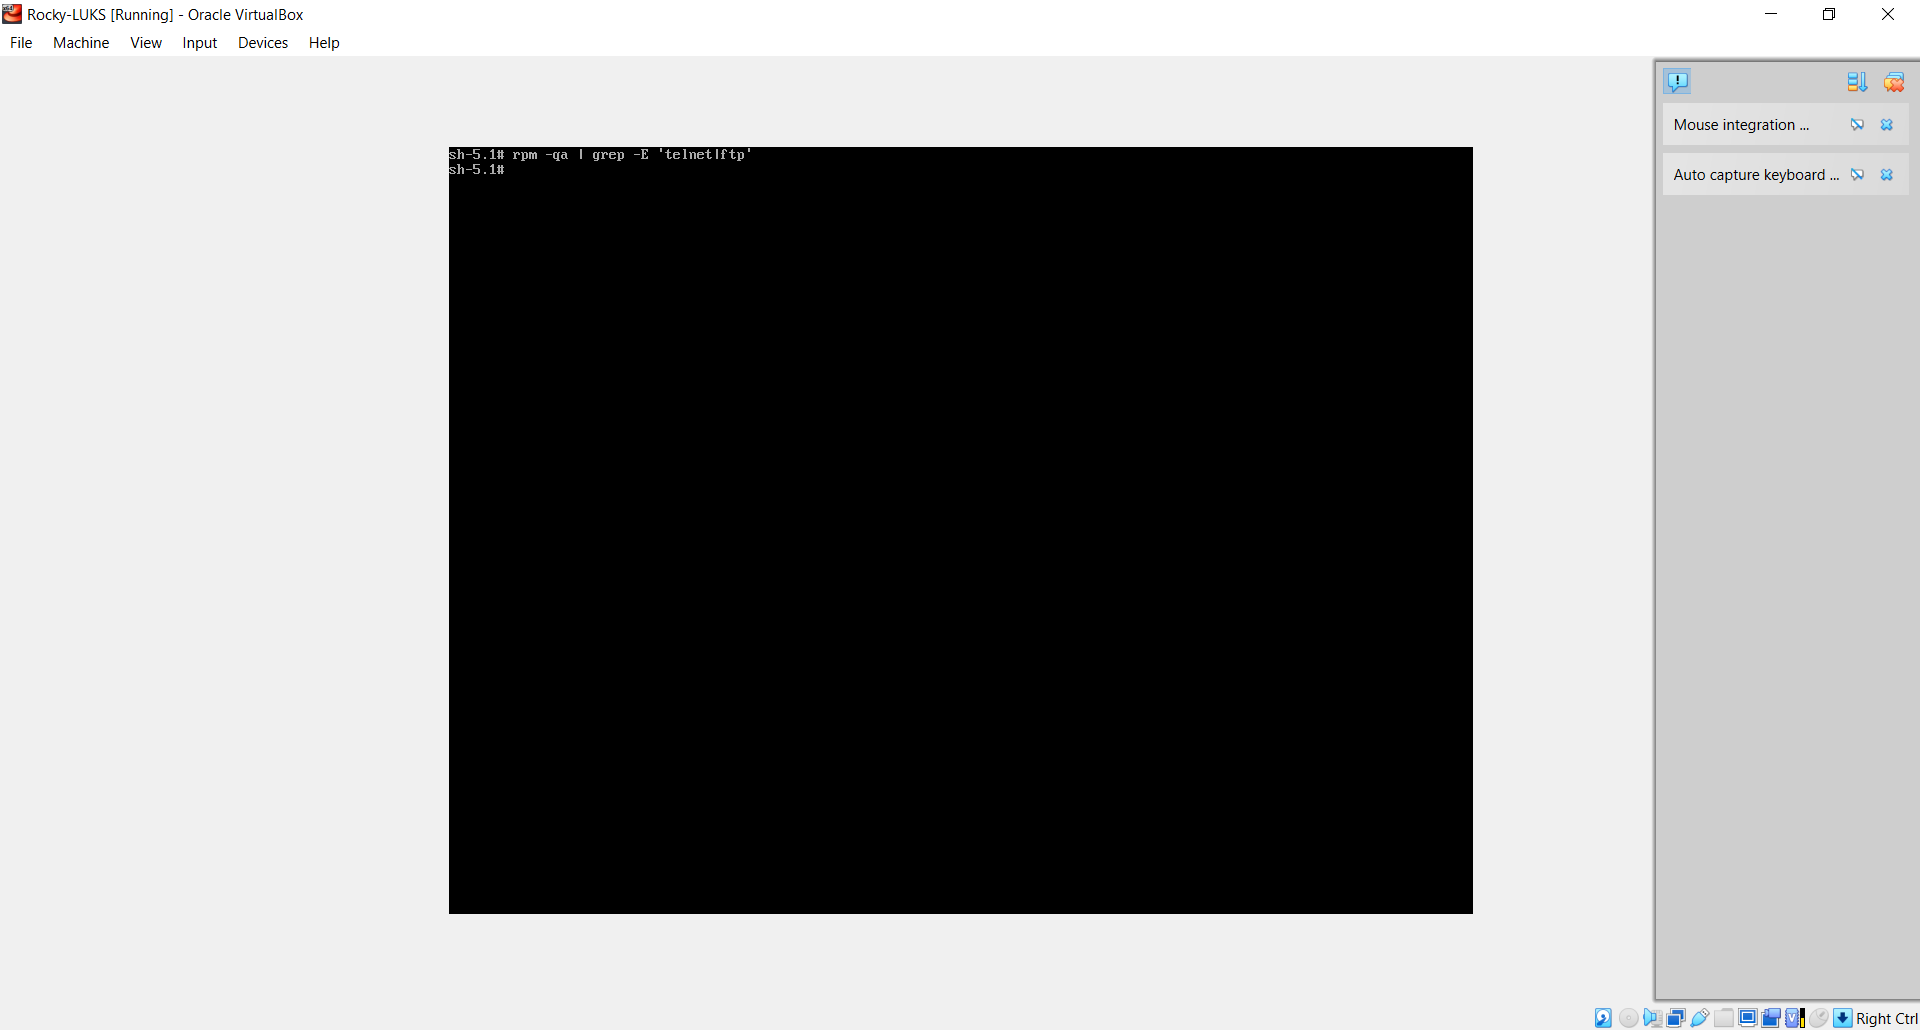 Rocky-LUKS [Running] - Oracle VirtualBox
File Machine View Input Devices Help
Mouse integration ...
sh-5.1# rpm -qa | grep -E 'telnet|ftp'
sh-5.1#
Auto capture keyboard ...
Right Ctrl